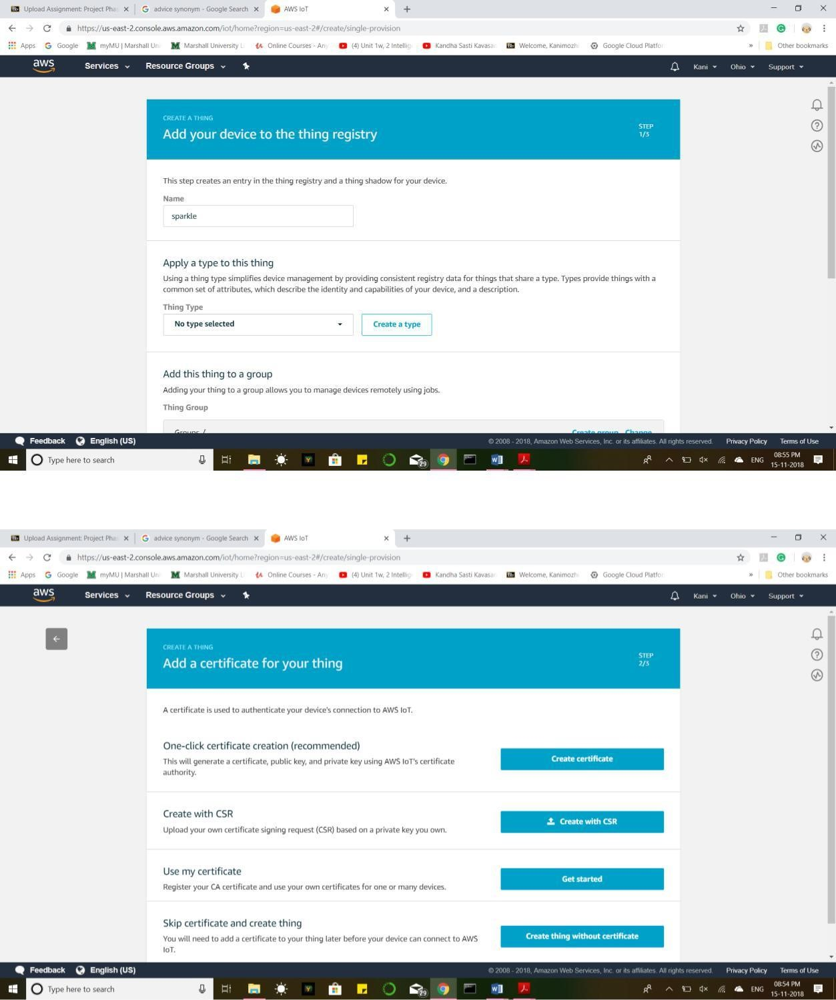 Upload Assignment: Project Phas
advice synonym - Google Search
AWS IoT
https://us-east-2.console.aws.amazon.com/iot/home?region=us-east-2#/create/single-provision
Apps Google myMU | Marshall Uni Marshall University L Online Courses - Any (4) Unit 1w, 2 Intellig Kandha Sasti Kavasam Welcome, Kanimozhi Google Cloud Platfor » Other bookmarks
aws Services Resource Groups Kani Ohio Support
CREATE A THING
Add your device to the thing registry
STEP
1/3
This step creates an entry in the thing registry and a thing shadow for your device.
Name
sparkle
Apply a type to this thing
Using a thing type simplifies device management by providing consistent registry data for things that share a type. Types provide things with a
common set of attributes, which describe the identity and capabilities of your device, and a description.
Thing Type
No type selected Create a type
Add this thing to a group
Adding your thing to a group allows you to manage devices remotely using jobs.
Thing Group
Groups / Create group Change
Feedback English (US) © 2008 - 2018, Amazon Web Services, Inc. or its affiliates. All rights reserved. Privacy Policy Terms of Use
Type here to search 29 ENG 08:55 PM
15-11-2018
Upload Assignment: Project Phas
advice synonym - Google Search
AWS IoT
https://us-east-2.console.aws.amazon.com/iot/home?region=us-east-2#/create/single-provision
Apps Google myMU | Marshall Uni Marshall University L Online Courses - Any (4) Unit 1w, 2 Intellig Kandha Sasti Kavasam Welcome, Kanimozhi Google Cloud Platfor » Other bookmarks
aws Services Resource Groups Kani Ohio Support
CREATE A THING
Add a certificate for your thing
STEP
2/3
A certificate is used to authenticate your device's connection to AWS IoT.
One-click certificate creation (recommended)
This will generate a certificate, public key, and private key using AWS IoT's certificate
authority.
Create certificate
Create with CSR
Upload your own certificate signing request (CSR) based on a private key you own.
Create with CSR
Use my certificate
Register your CA certificate and use your own certificates for one or many devices.
Get started
Skip certificate and create thing
You will need to add a certificate to your thing later before your device can connect to AWS
IoT.
Create thing without certificate
Feedback English (US) © 2008 - 2018, Amazon Web Services, Inc. or its affiliates. All rights reserved. Privacy Policy Terms of Use
Type here to search 29 ENG 08:54 PM
15-11-2018